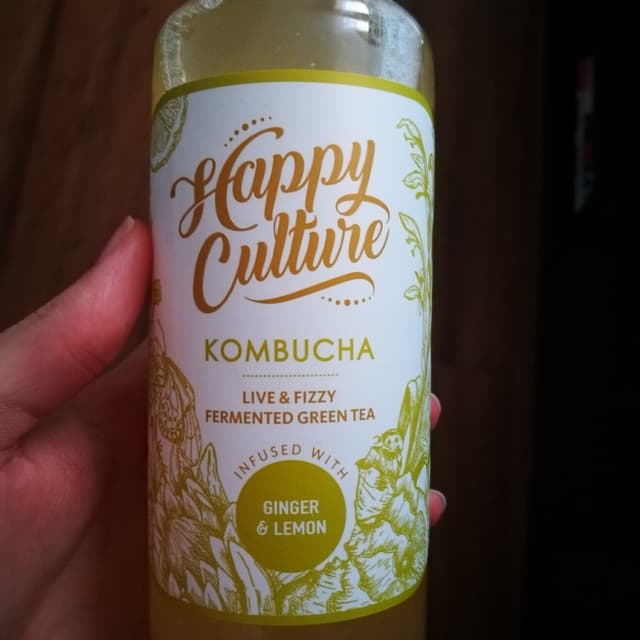 Happy
Culture
KOMBUCHA
LIVE & FIZZY
FERMENTED GREEN TEA
INFUSED WITH
GINGER
& LEMON